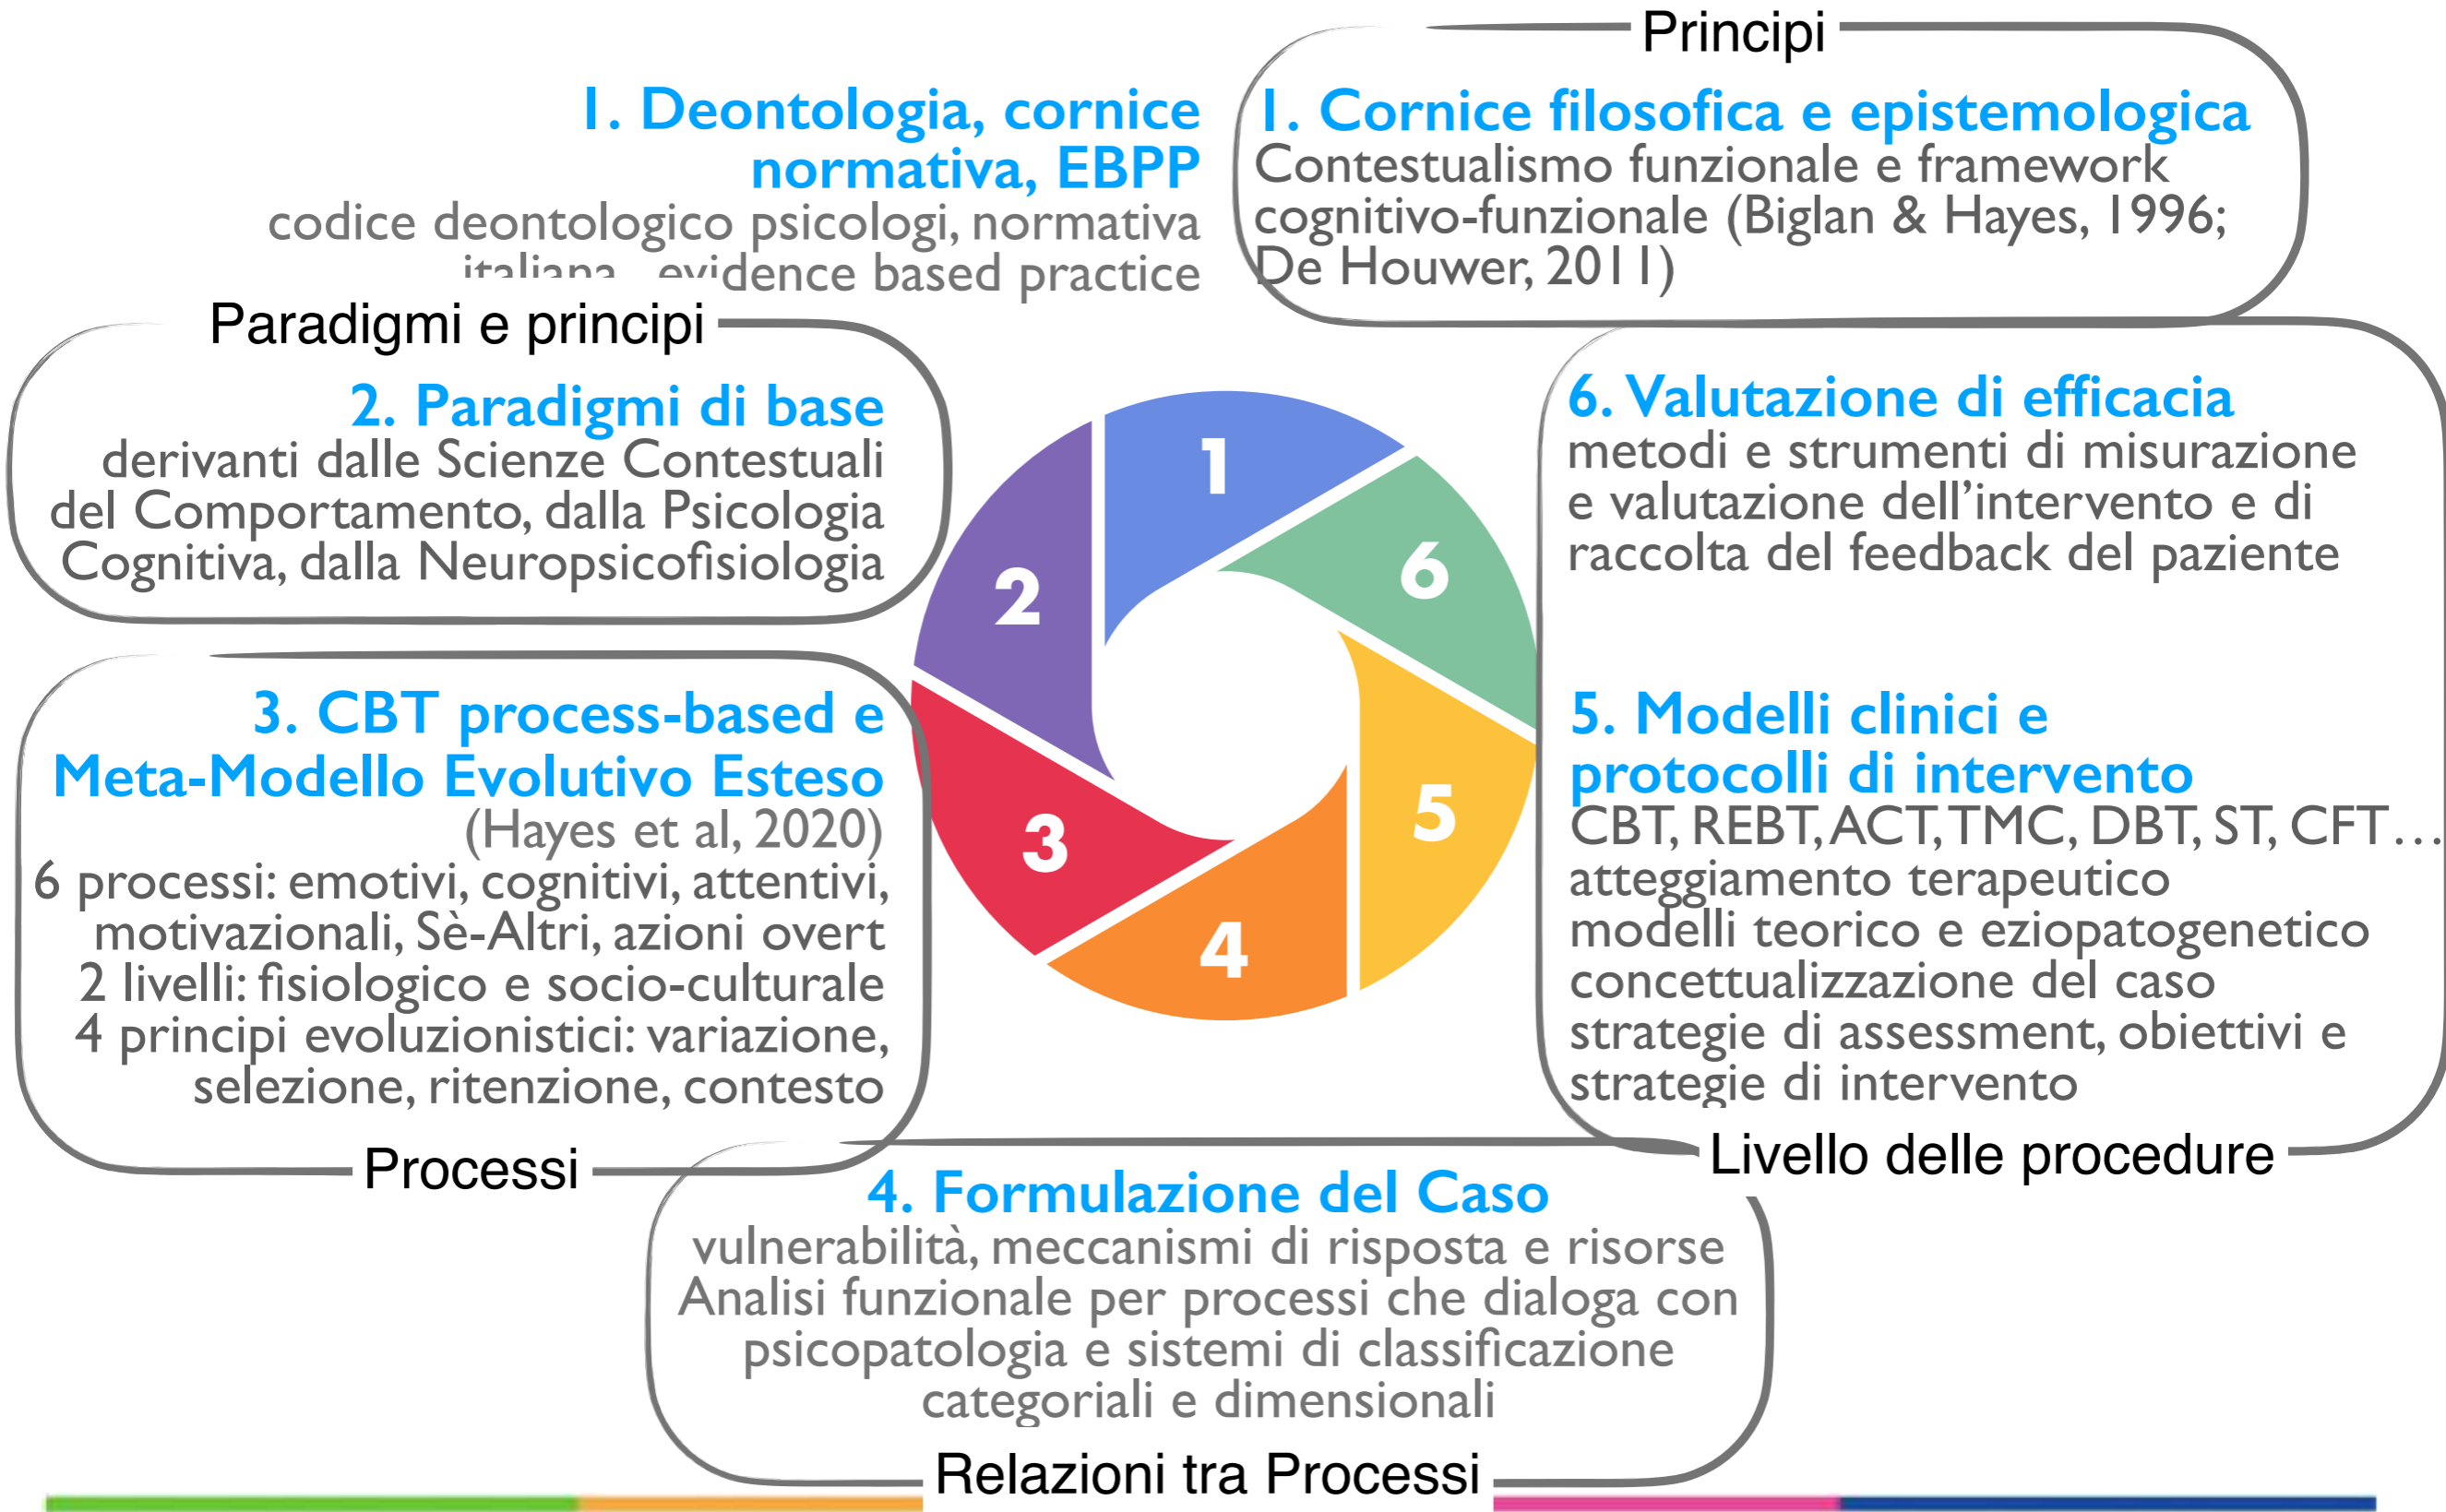 Principi
1. Deontologia, cornice
normativa, EBPP
codice deontologico psicologi, normativa
italiana, evidence based practice
1. Cornice filosofica e epistemologica
Contestualismo funzionale e framework
cognitivo-funzionale (Biglan & Hayes, 1996;
De Houwer, 2011)
Paradigmi e principi
2. Paradigmi di base
derivanti dalle Scienze Contestuali
del Comportamento, dalla Psicologia
Cognitiva, dalla Neuropsicofisiologia
3. CBT process-based e
Meta-Modello Evolutivo Esteso
(Hayes et al, 2020)
6 processi: emotivi, cognitivi, attentivi,
motivazionali, Sè-Altri, azioni overt
2 livelli: fisiologico e socio-culturale
4 principi evoluzionistici: variazione,
selezione, ritenzione, contesto
Processi
1
2
3
4
5
6
6. Valutazione di efficacia
metodi e strumenti di misurazione
e valutazione dell’intervento e di
raccolta del feedback del paziente
5. Modelli clinici e
protocolli di intervento
CBT, REBT, ACT, TMC, DBT, ST, CFT…
atteggiamento terapeutico
modelli teorico e eziopatogenetico
concettualizzazione del caso
strategie di assessment, obiettivi e
strategie di intervento
Livello delle procedure
4. Formulazione del Caso
vulnerabilità, meccanismi di risposta e risorse
Analisi funzionale per processi che dialoga con
psicopatologia e sistemi di classificazione
categoriali e dimensionali
Relazioni tra Processi